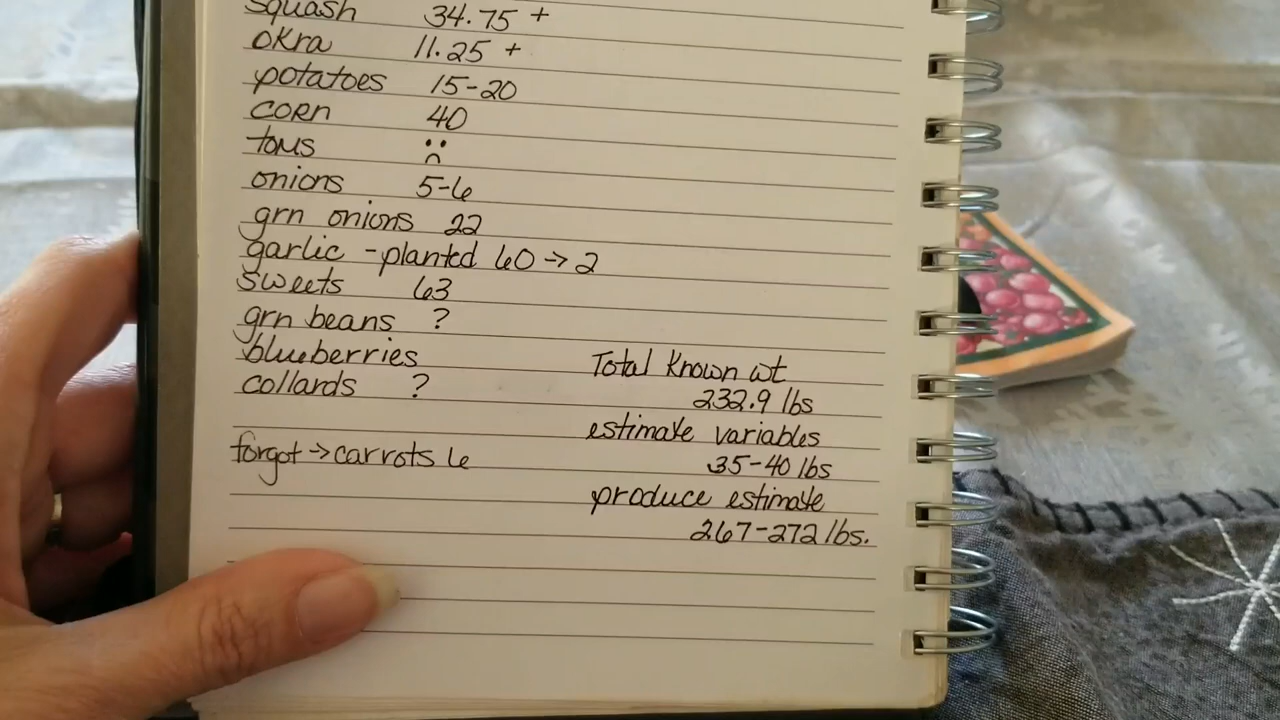 squash 34.75 +
okra 11.25 +
potatoes 15-20
corn 40
toms
onions 5-6
grn onions 22
garlic -planted 60 → 2
sweets 63
grn beans ?
blueberries
Total Known wt
collards ?
232.9 lbs
estimate variables
forgot → carrots 6
35-40 lbs
produce estimate
267-272 lbs.